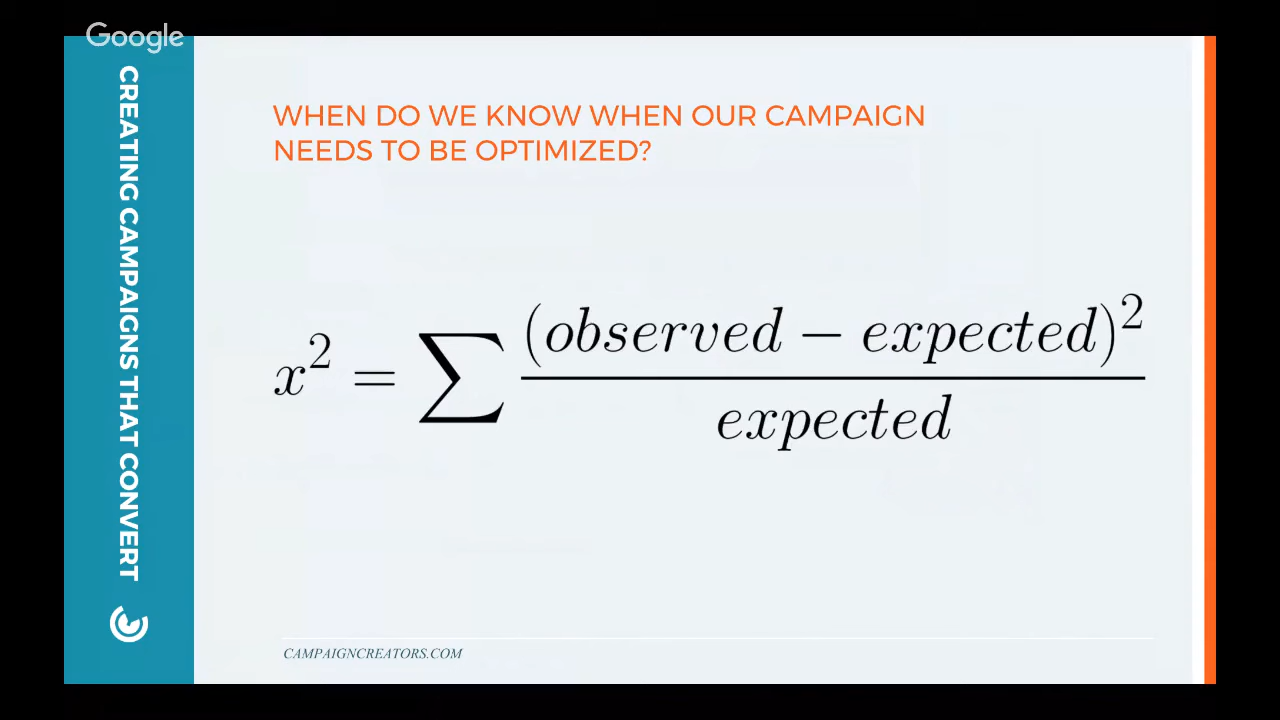 Google
CREATING CAMPAIGNS THAT CONVERT
WHEN DO WE KNOW WHEN OUR CAMPAIGN
NEEDS TO BE OPTIMIZED?
x² = ∑ (observed − expected)² / expected
CAMPAIGNCREATORS.COM